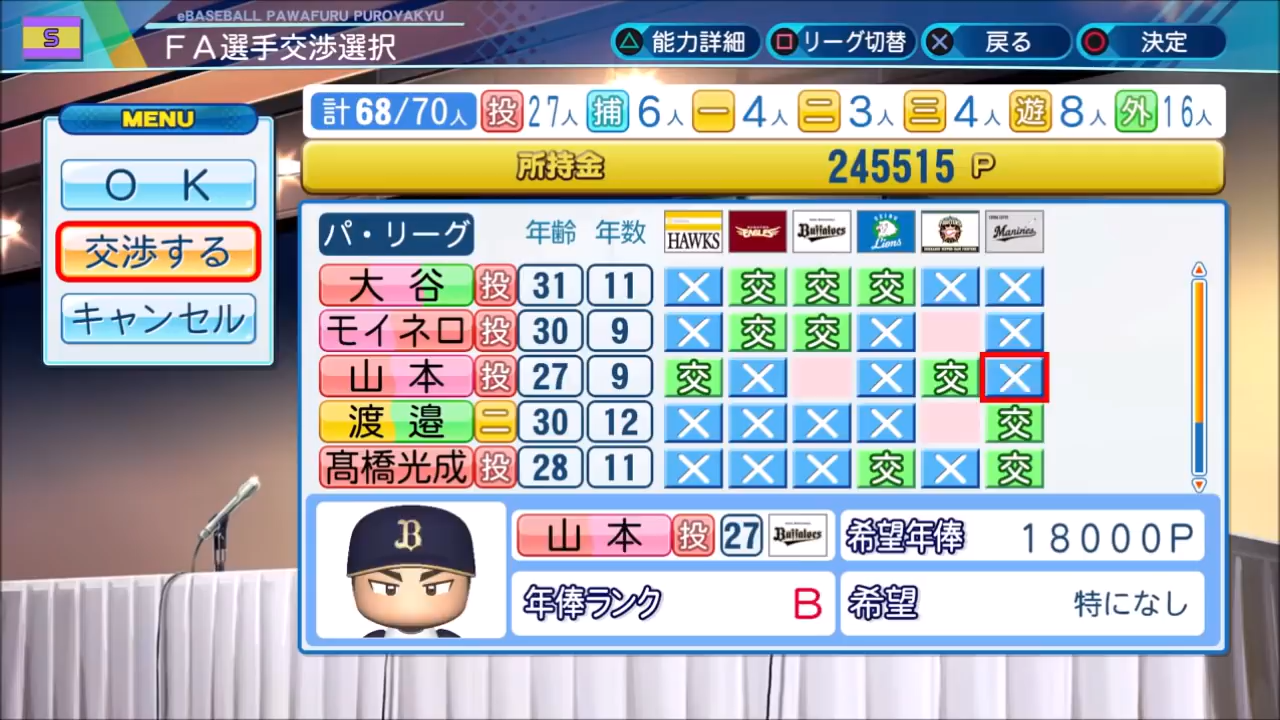 eBASEBALL PAWAFURU PUROYAKYU
S
ＦＡ選手交渉選択
△ 能力詳細 □ リーグ切替 × 戻る ○ 決定
MENU
計68/70人 投27人 捕6人 一4人 二3人 三4人 遊8人 外16人
所持金 245515P
ＯＫ
交渉する
キャンセル
パ・リーグ 年齢 年数 HAWKS EAGLES Buffaloes Lions Marines
大谷 投 31 11 × 交 交 交 × ×
モイネロ 投 30 9 × 交 交 × ×
山本 投 27 9 交 × × 交 ×
渡邉 二 30 12 × × × × 交
髙橋光成 投 28 11 × × × 交 × 交
B
山本 投 27 Buffaloes 希望年俸 18000P
年俸ランク B 希望 特になし